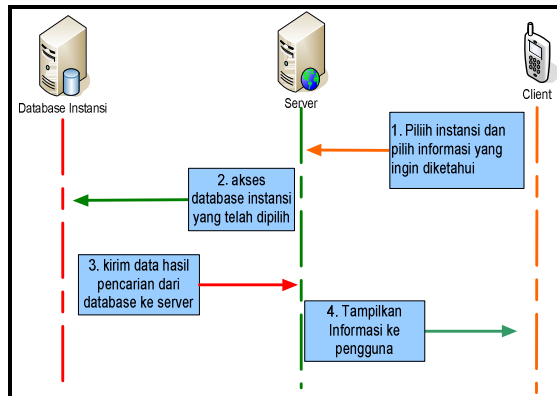 Database Instansi
Server
Client
1. Piliih instansi dan
pilih informasi yang
ingin diketahui
2. akses
database instansi
yang telah dipilih
3. kirim data hasil
pencarian dari
database ke server
4. Tampilkan
Informasi ke
pengguna